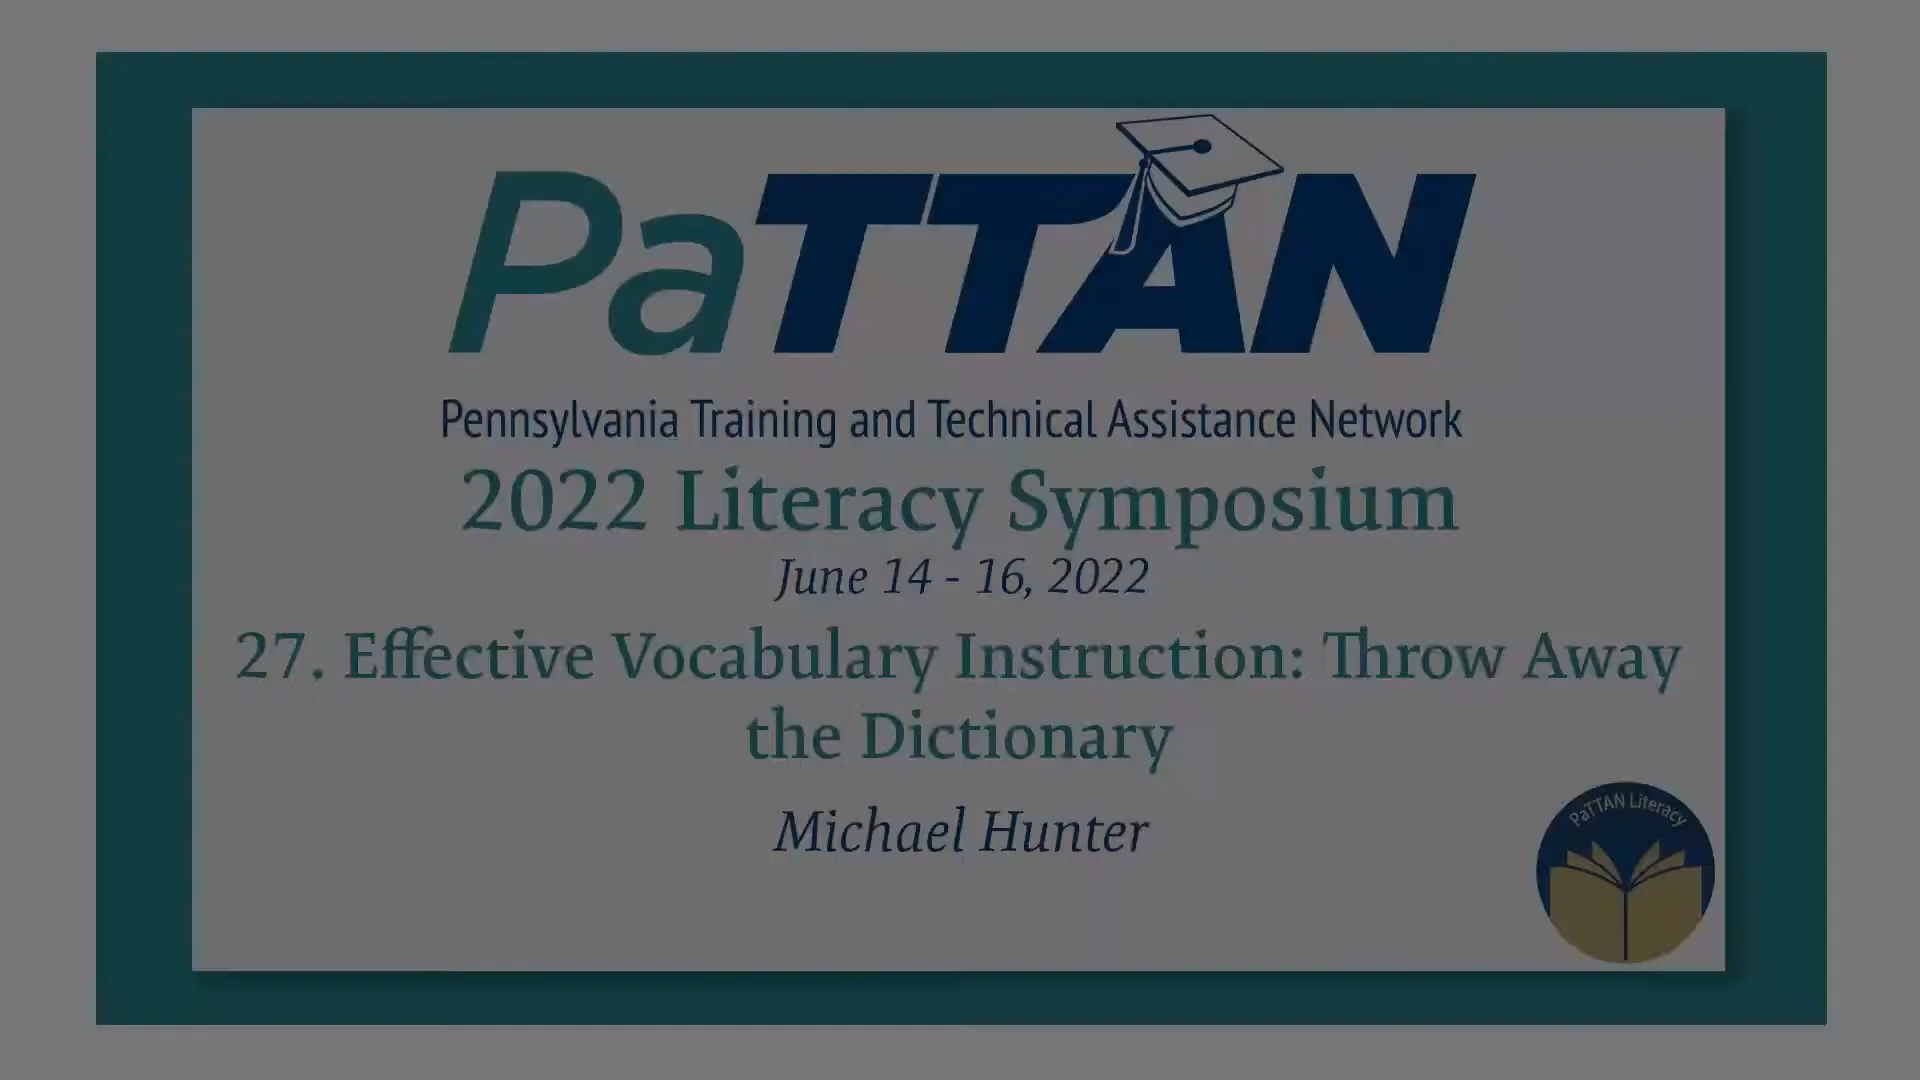 PaTTAN
Pennsylvania Training and Technical Assistance Network
2022 Literacy Symposium
June 14 - 16, 2022
27. Effective Vocabulary Instruction: Throw Away
the Dictionary
Michael Hunter
PaTTAN Literacy